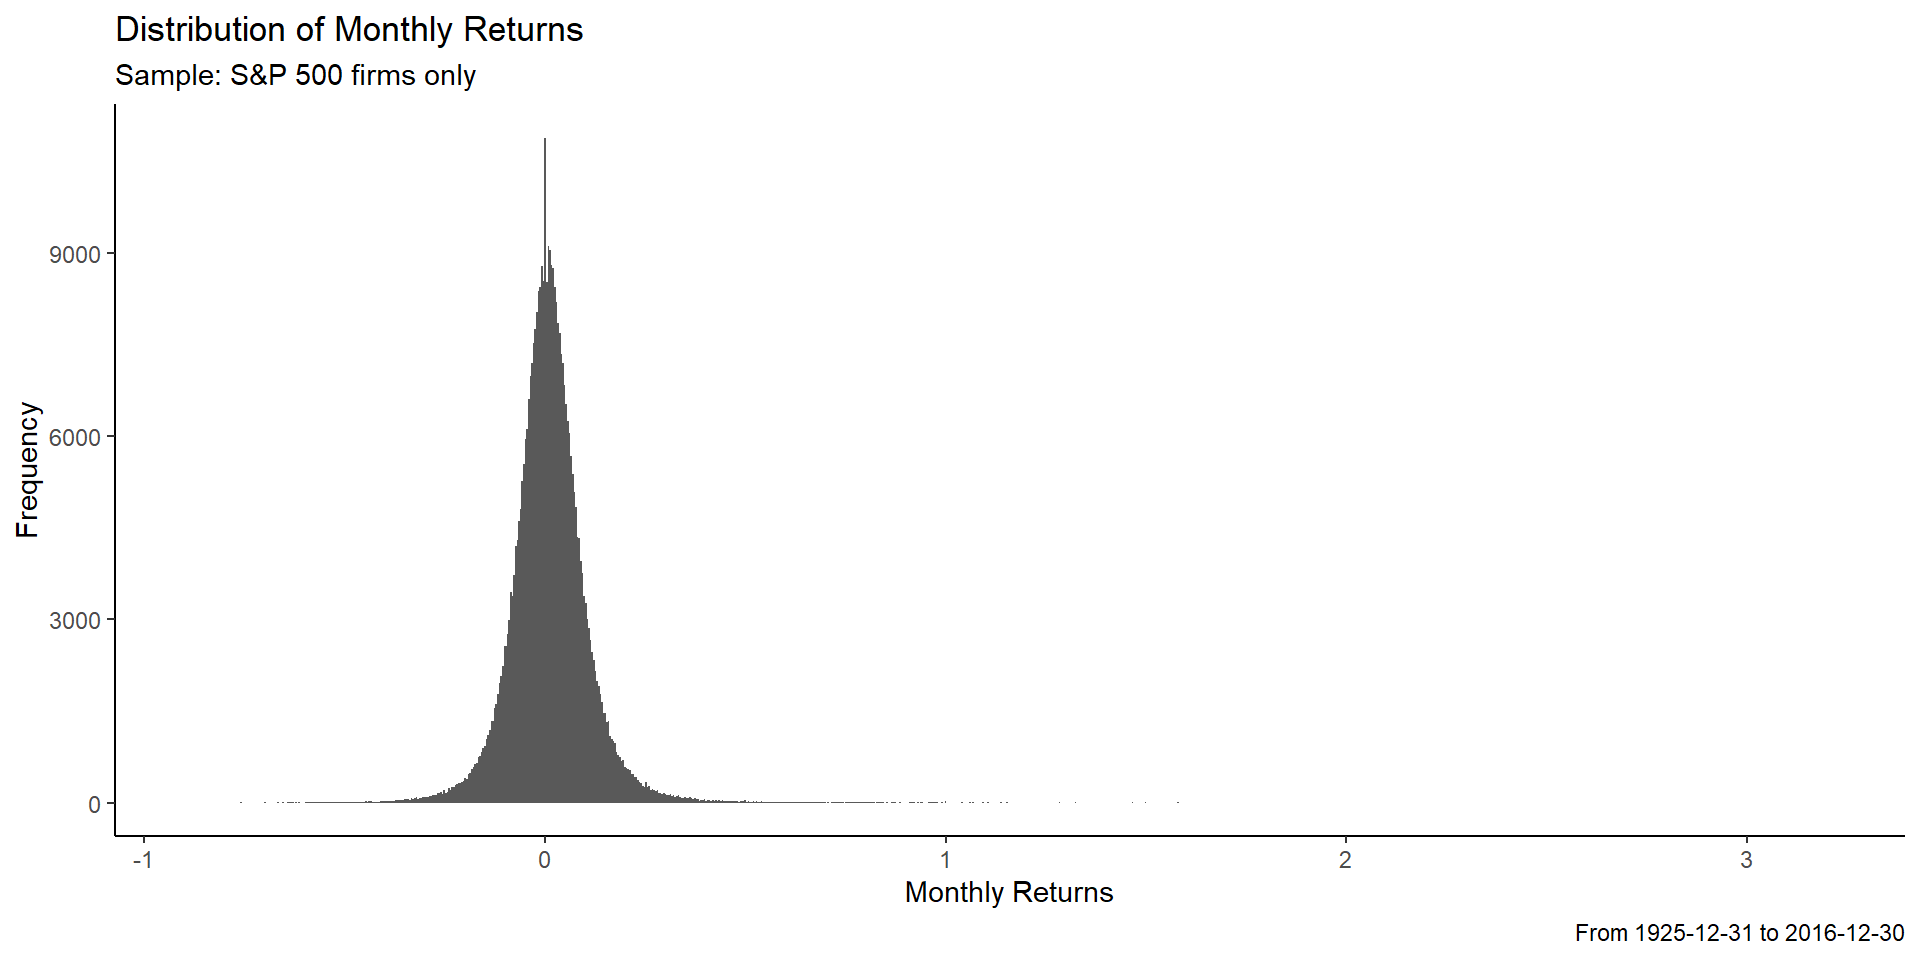 Distribution of Monthly Returns
Sample: S&P 500 firms only
Frequency
9000
6000
3000
0
-1 0 1 2 3
Monthly Returns
From 1925-12-31 to 2016-12-30